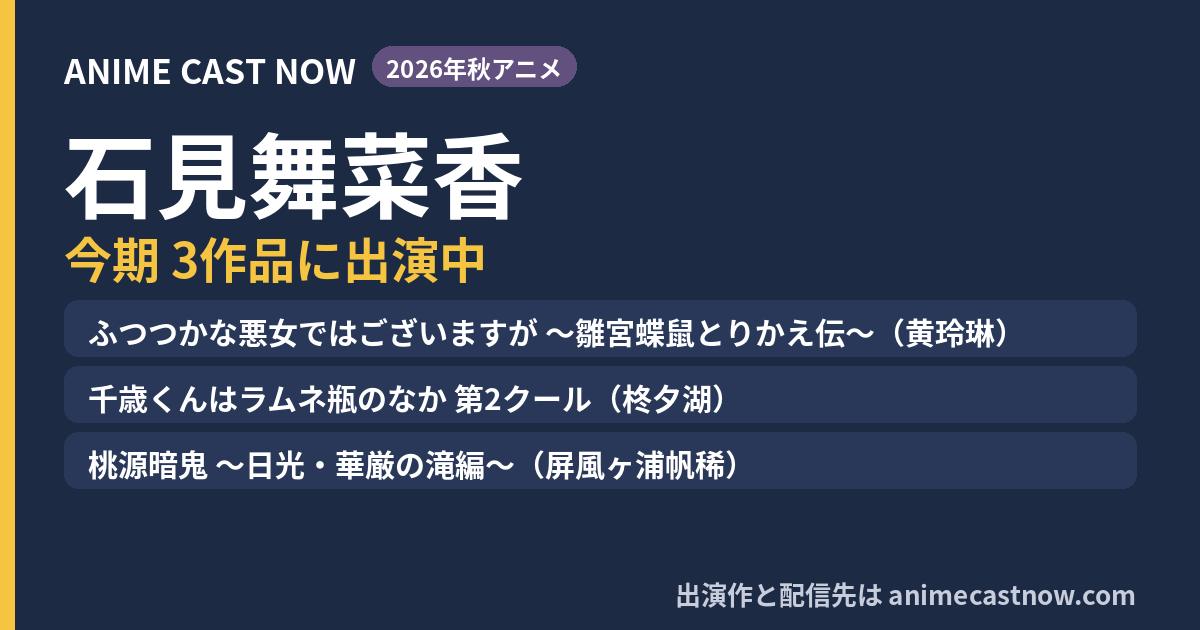 ANIME CAST NOW 2026年秋アニメ
石見舞菜香
今期 3作品に出演中
ふつつかな悪女ではございますが ～雛宮蝶鼠とりかえ伝～（黄玲琳）
千歳くんはラムネ瓶のなか 第2クール（柊夕湖）
桃源暗鬼 ～日光・華厳の滝編～（屏風ヶ浦帆稀）
出演作と配信先は animecastnow.com